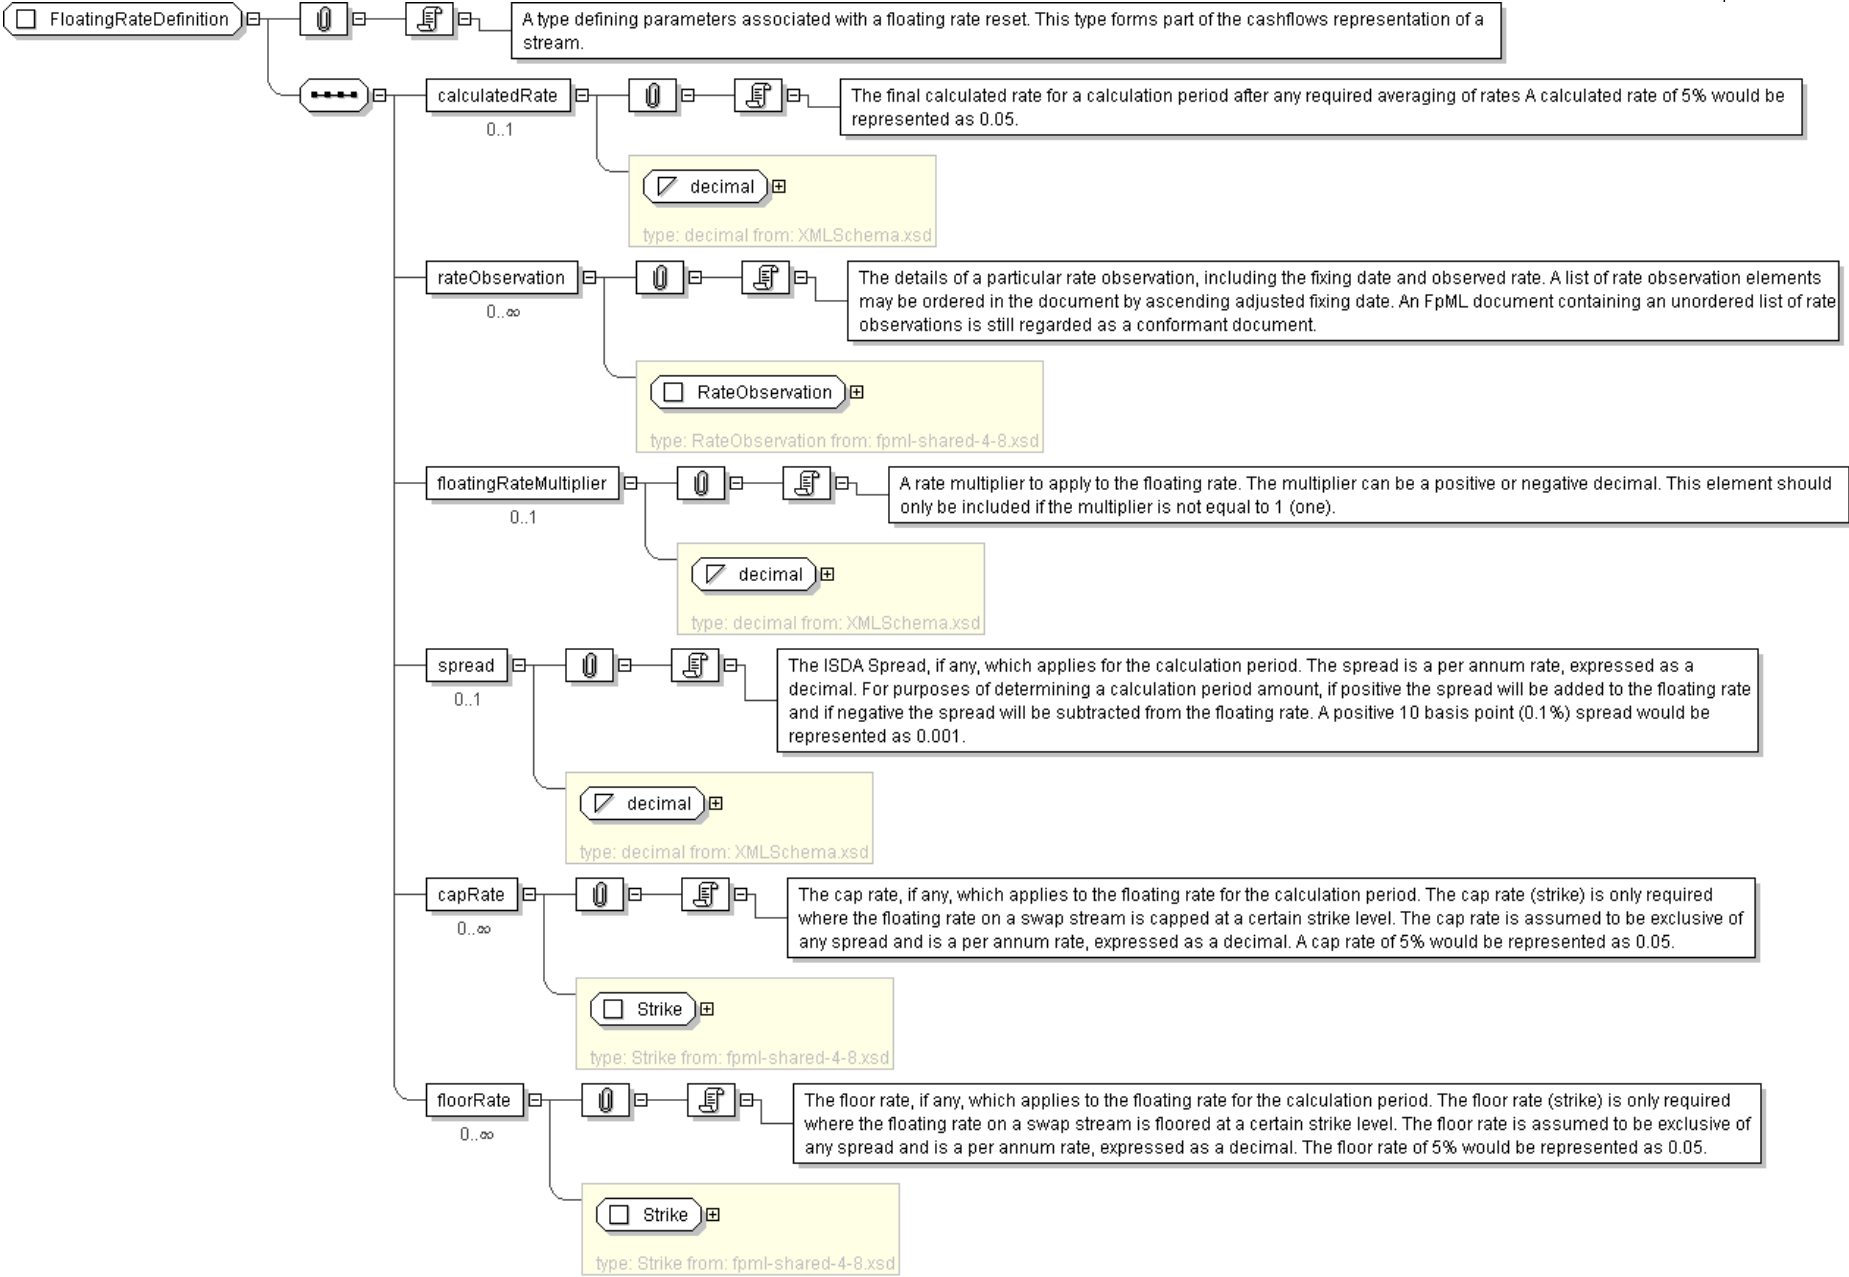 FloatingRateDefinition
A type defining parameters associated with a floating rate reset. This type forms part of the cashflows representation of a
stream.
calculatedRate
0..1
The final calculated rate for a calculation period after any required averaging of rates A calculated rate of 5% would be
represented as 0.05.
decimal
type: decimal from: XMLSchema.xsd
rateObservation
0..∞
The details of a particular rate observation, including the fixing date and observed rate. A list of rate observation elements
may be ordered in the document by ascending adjusted fixing date. An FpML document containing an unordered list of rate
observations is still regarded as a conformant document.
RateObservation
type: RateObservation from: fpml-shared-4-8.xsd
floatingRateMultiplier
0..1
A rate multiplier to apply to the floating rate. The multiplier can be a positive or negative decimal. This element should
only be included if the multiplier is not equal to 1 (one).
decimal
type: decimal from: XMLSchema.xsd
spread
0..1
The ISDA Spread, if any, which applies for the calculation period. The spread is a per annum rate, expressed as a
decimal. For purposes of determining a calculation period amount, if positive the spread will be added to the floating rate
and if negative the spread will be subtracted from the floating rate. A positive 10 basis point (0.1%) spread would be
represented as 0.001.
decimal
type: decimal from: XMLSchema.xsd
capRate
0..∞
The cap rate, if any, which applies to the floating rate for the calculation period. The cap rate (strike) is only required
where the floating rate on a swap stream is capped at a certain strike level. The cap rate is assumed to be exclusive of
any spread and is a per annum rate, expressed as a decimal. A cap rate of 5% would be represented as 0.05.
Strike
type: Strike from: fpml-shared-4-8.xsd
floorRate
0..∞
The floor rate, if any, which applies to the floating rate for the calculation period. The floor rate (strike) is only required
where the floating rate on a swap stream is floored at a certain strike level. The floor rate is assumed to be exclusive of
any spread and is a per annum rate, expressed as a decimal. The floor rate of 5% would be represented as 0.05.
Strike
type: Strike from: fpml-shared-4-8.xsd